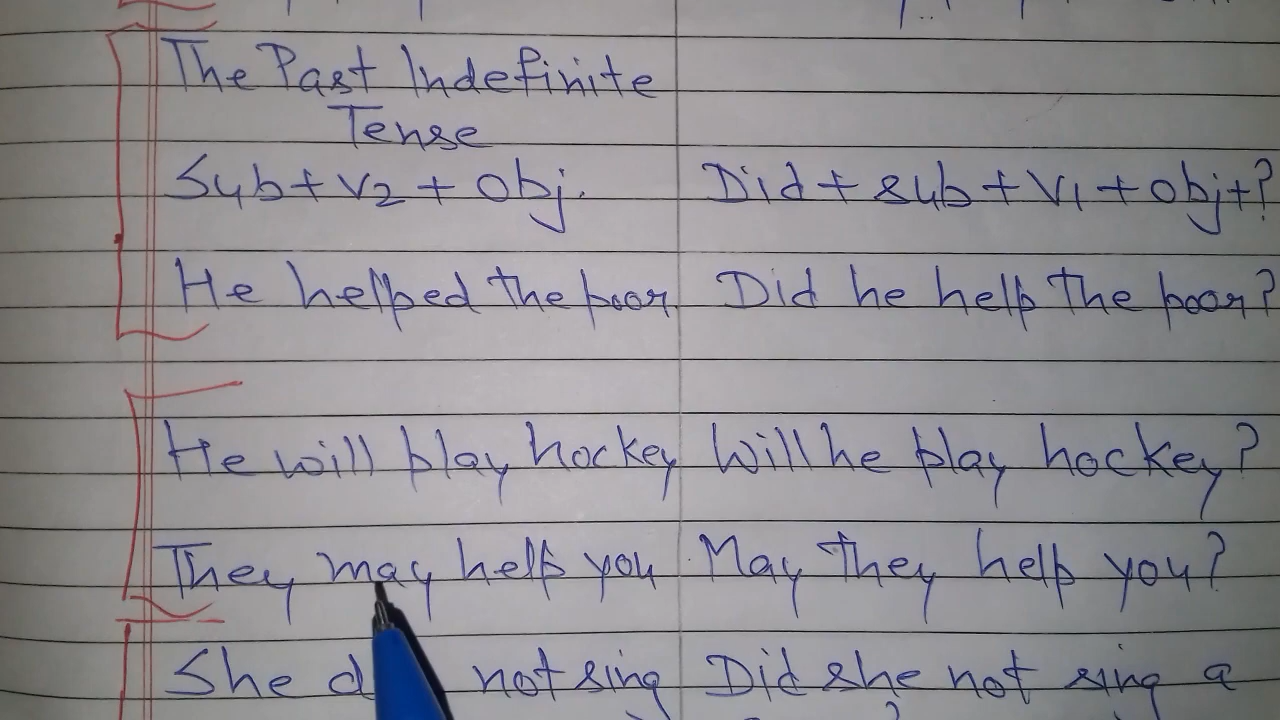 The Past Indefinite
Tense
Sub + V2 + Obj. Did + sub + V1 + Obj + ?
He helped the poor. Did he help the poor?
He will play hockey Will he play hockey?
They may help you May they help you?
She not sing Did she not sing a